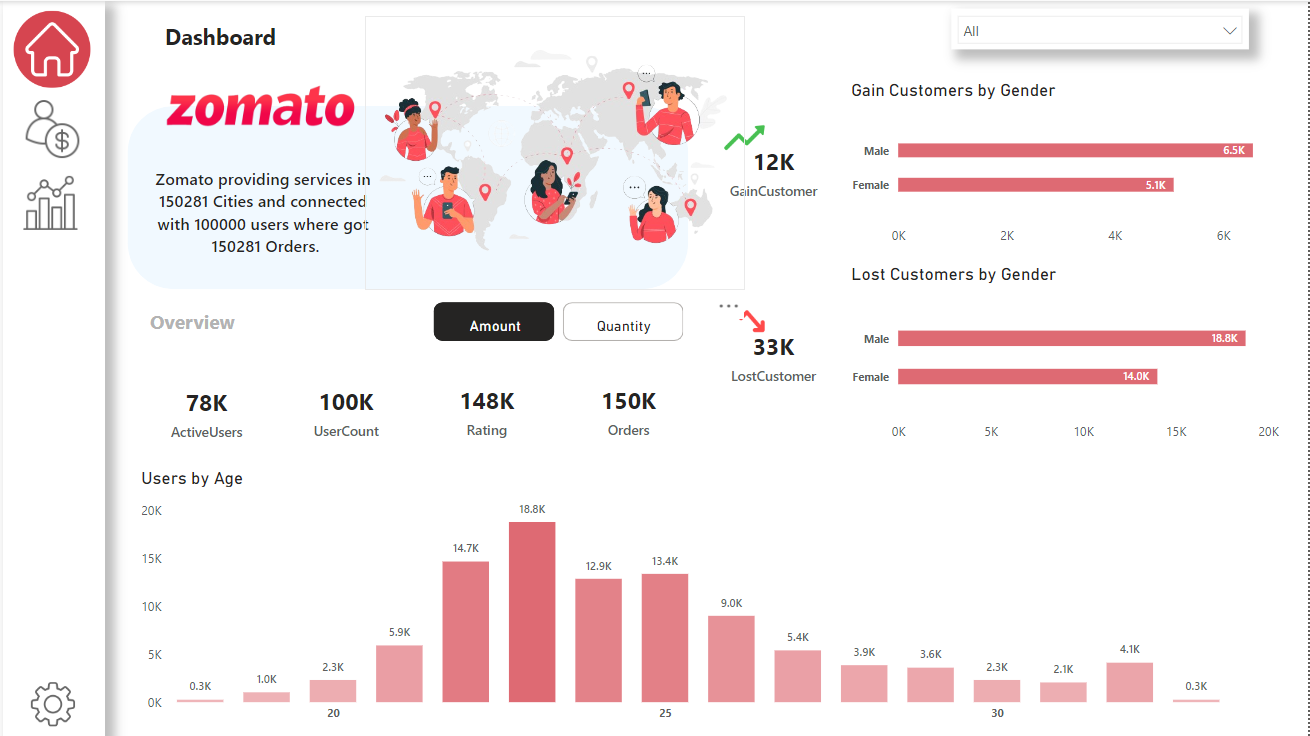 Dashboard
All
zomato
Zomato providing services in
150281 Cities and connected
with 100000 users where got
150281 Orders.
12K
GainCustomer
Gain Customers by Gender
Male
6.5K
Female
5.1K
0K 2K 4K 6K
Lost Customers by Gender
Male
18.8K
Female
14.0K
0K 5K 10K 15K 20K
Overview
Amount
Quantity
33K
LostCustomer
78K
ActiveUsers
100K
UserCount
148K
Rating
150K
Orders
$
Users by Age
20K
15K
10K
5K
0K
0.3K
1.0K
2.3K
5.9K
14.7K
18.8K
12.9K
13.4K
9.0K
5.4K
3.9K
3.6K
2.3K
2.1K
4.1K
0.3K
20 25 30